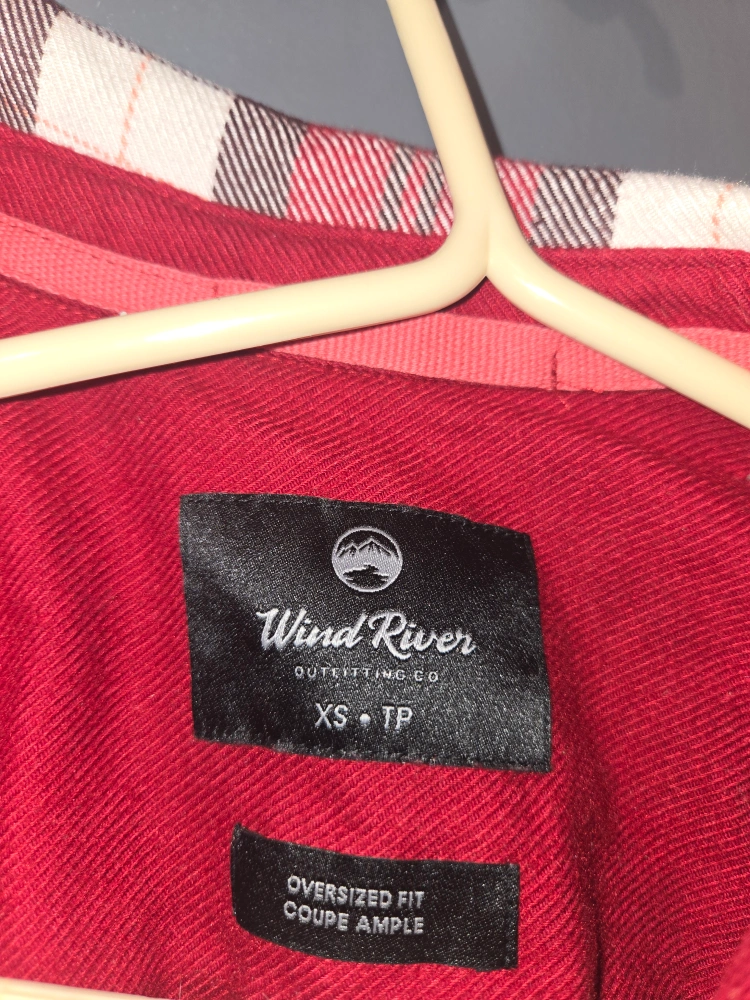 Wind River
OUTFITTING CO
XS • TP
OVERSIZED FIT
COUPE AMPLE